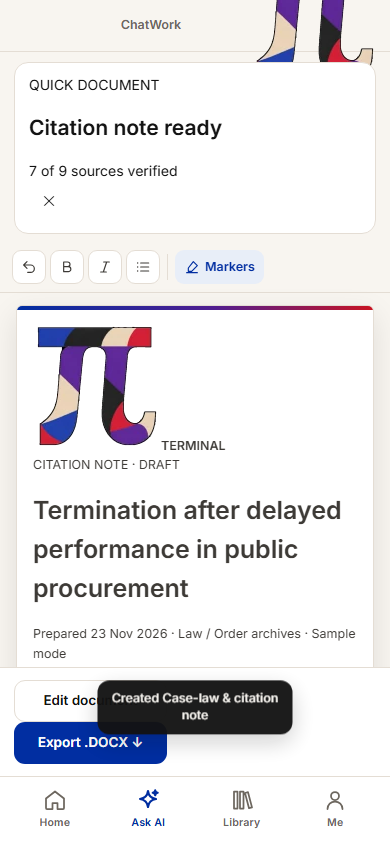 ChatWork
QUICK DOCUMENT
Citation note ready
7 of 9 sources verified
B
I
Markers
TERMINAL
CITATION NOTE · DRAFT
Termination after delayed
performance in public
procurement
Prepared 23 Nov 2026 · Law / Order archives · Sample
mode
Edit
Created Case-law & citation
note
Export .DOCX ↓
Home
Ask AI
Library
Me